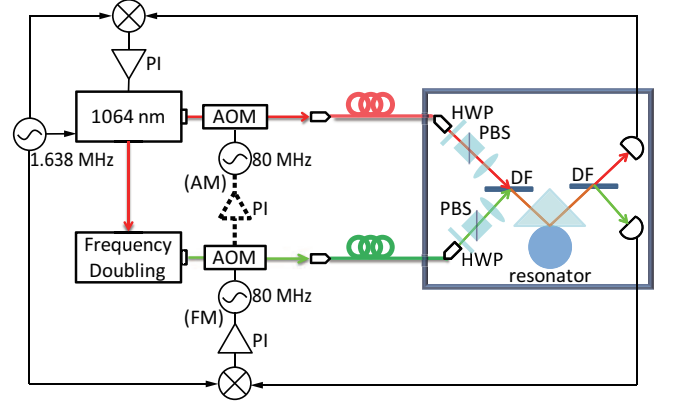 PI
1064 nm
AOM
1.638 MHz
80 MHz
(AM)
PI
Frequency
Doubling
AOM
80 MHz
(FM)
PI
HWP
PBS
DF
DF
PBS
HWP
resonator